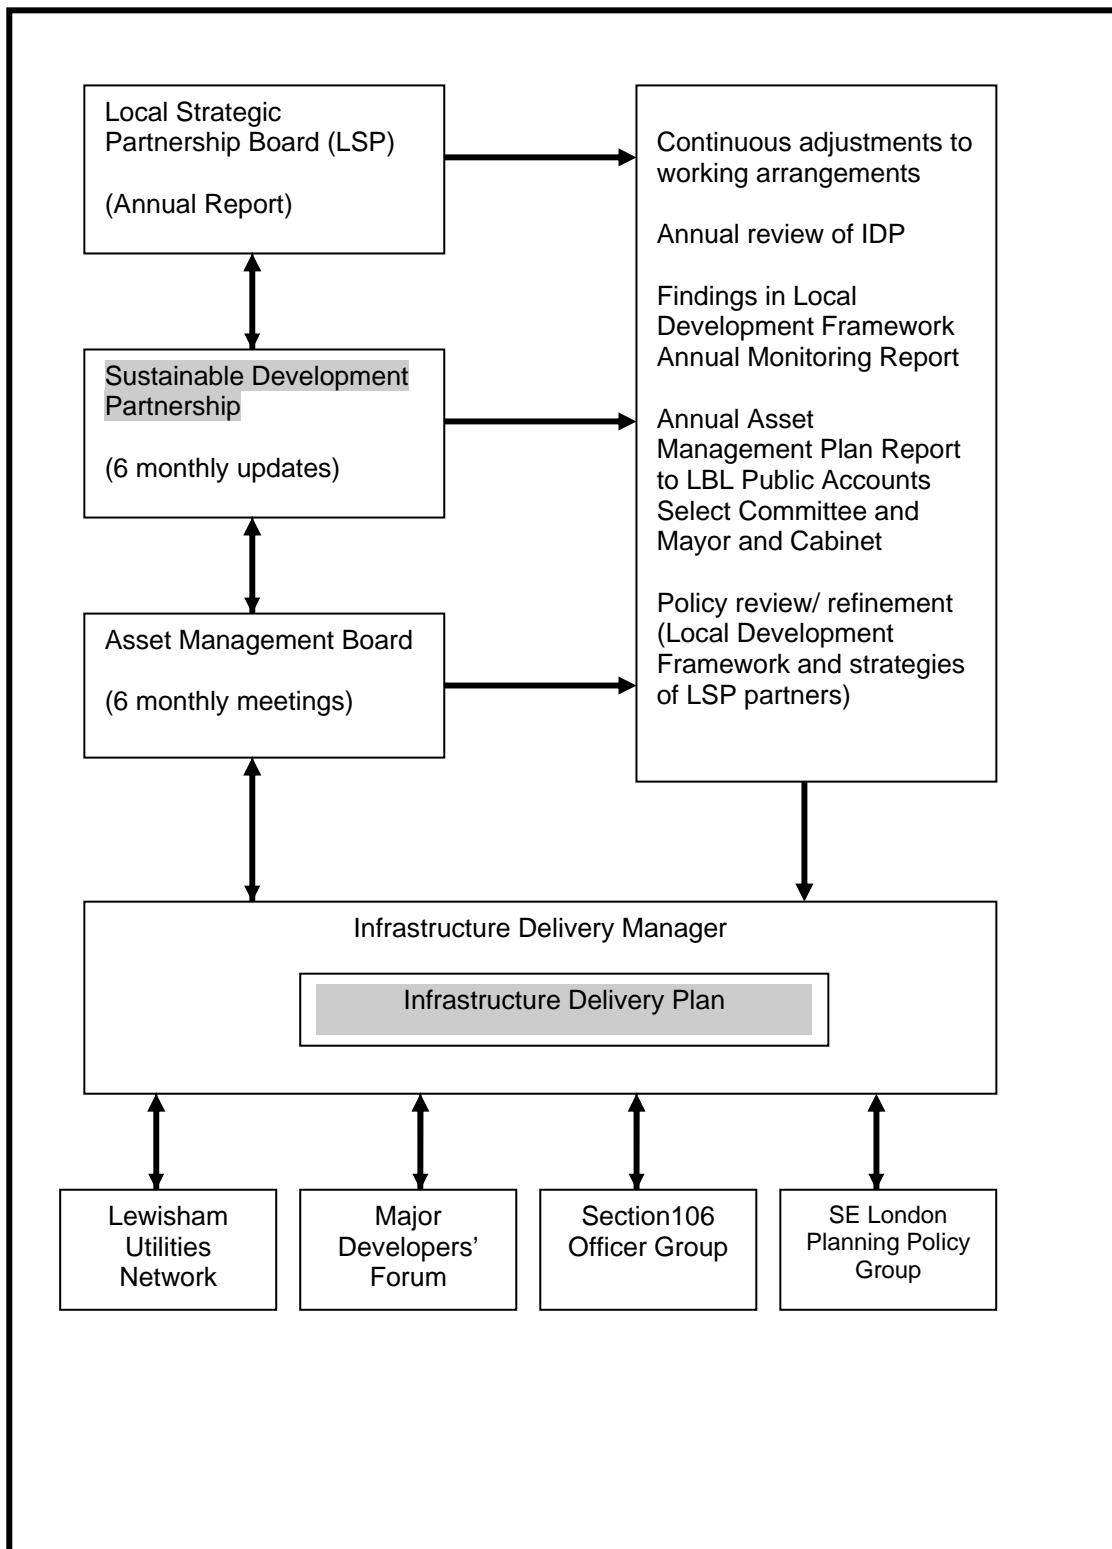 Local Strategic
Partnership Board (LSP)
(Annual Report)
Sustainable Development
Partnership
(6 monthly updates)
Asset Management Board
(6 monthly meetings)
Continuous adjustments to
working arrangements
Annual review of IDP
Findings in Local
Development Framework
Annual Monitoring Report
Annual Asset
Management Plan Report
to LBL Public Accounts
Select Committee and
Mayor and Cabinet
Policy review/ refinement
(Local Development
Framework and strategies
of LSP partners)
Infrastructure Delivery Manager
Infrastructure Delivery Plan
Lewisham
Utilities
Network
Major
Developers’
Forum
Section106
Officer Group
SE London
Planning Policy
Group